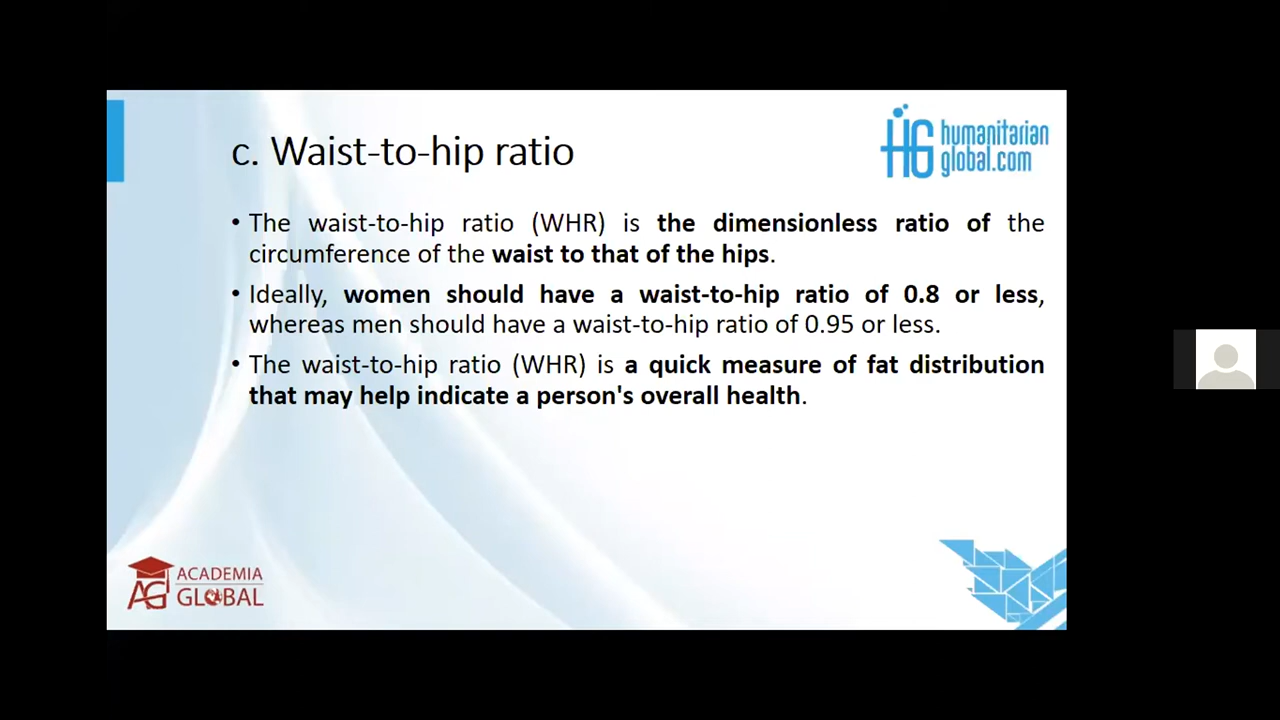 c. Waist-to-hip ratio
humanitarian
global.com
HG
• The waist-to-hip ratio (WHR) is the dimensionless ratio of the
circumference of the waist to that of the hips.
• Ideally, women should have a waist-to-hip ratio of 0.8 or less,
whereas men should have a waist-to-hip ratio of 0.95 or less.
• The waist-to-hip ratio (WHR) is a quick measure of fat distribution
that may help indicate a person's overall health.
AG
ACADEMIA
GLOBAL